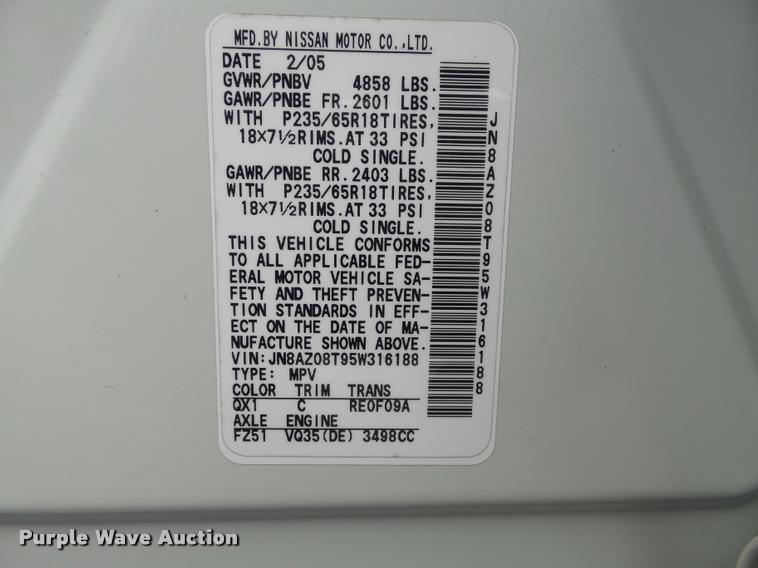 MFD.BY NISSAN MOTOR CO.,LTD.
DATE 2/05
GVWR/PNBV 4858 LBS.
GAWR/PNBE FR.2601 LBS.
WITH P235/65R18TIRES,
18X7½RIMS.AT 33 PSI
COLD SINGLE.
GAWR/PNBE RR.2403 LBS.
WITH P235/65R18TIRES,
18X7½RIMS.AT 33 PSI
COLD SINGLE.
THIS VEHICLE CONFORMS
TO ALL APPLICABLE FED-
ERAL MOTOR VEHICLE SA-
FETY AND THEFT PREVEN-
TION STANDARDS IN EFF-
ECT ON THE DATE OF MA-
NUFACTURE SHOWN ABOVE.
VIN:JN8AZ08T95W316188
TYPE: MPV
COLOR TRIM TRANS
QX1 C RE0F09A
AXLE ENGINE
FZ51 VQ35(DE) 3498CC
JN8AZ08T95W316188
Purple Wave Auction